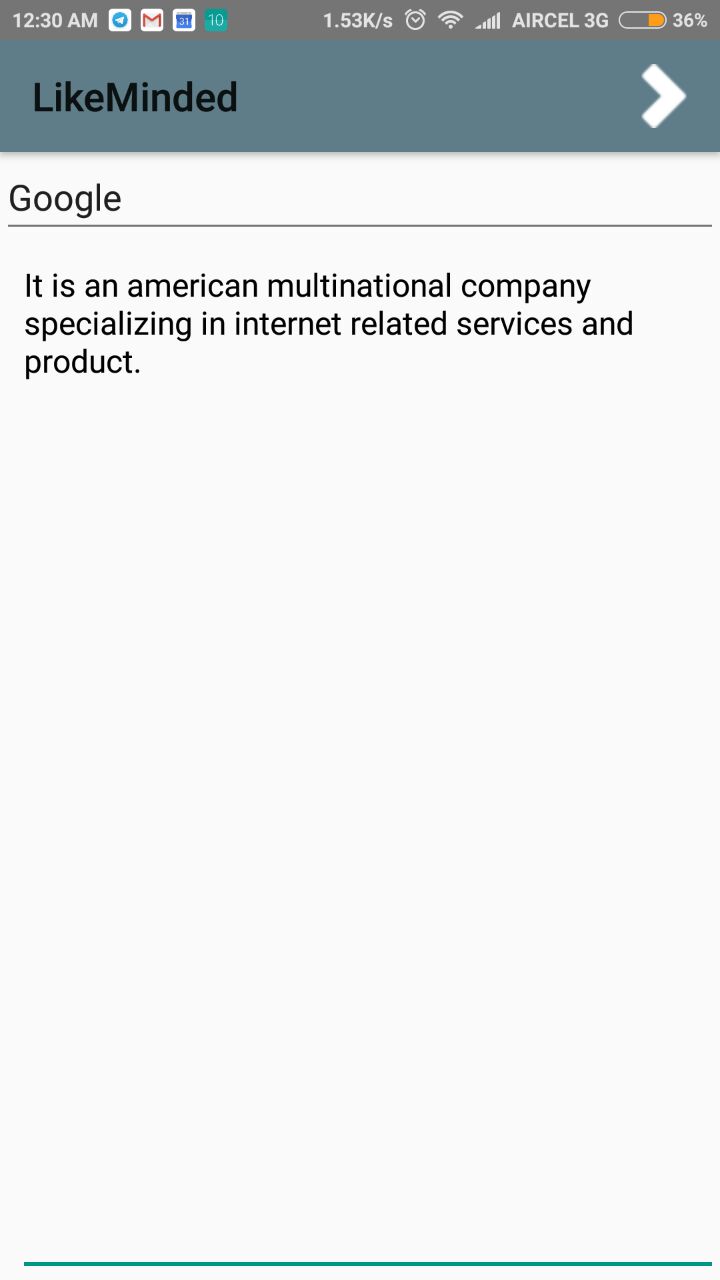 12:30 AM 31 10 1.53K/s AIRCEL 3G 36%
LikeMinded
Google
It is an american multinational company
specializing in internet related services and
product.